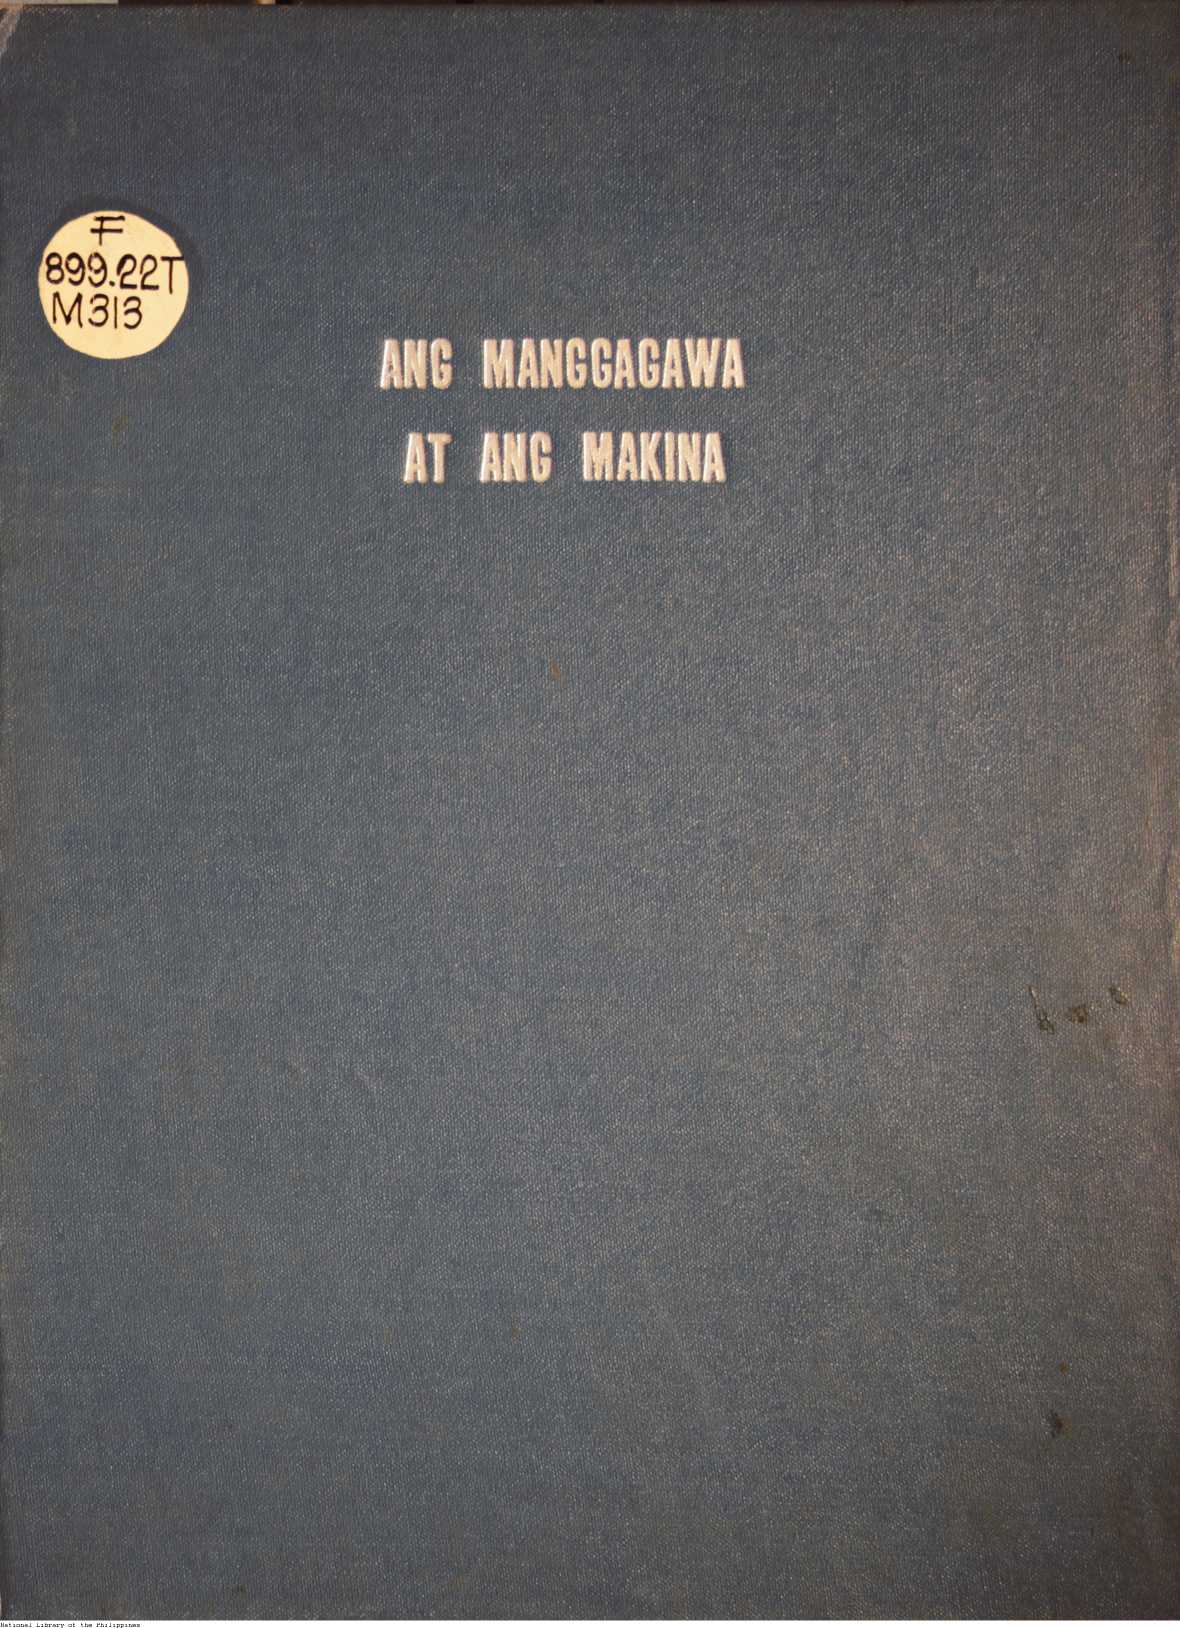 F
899.22T
M313
ANG MANGGAGAWA
AT ANG MAKINA
National Library of the Philippines